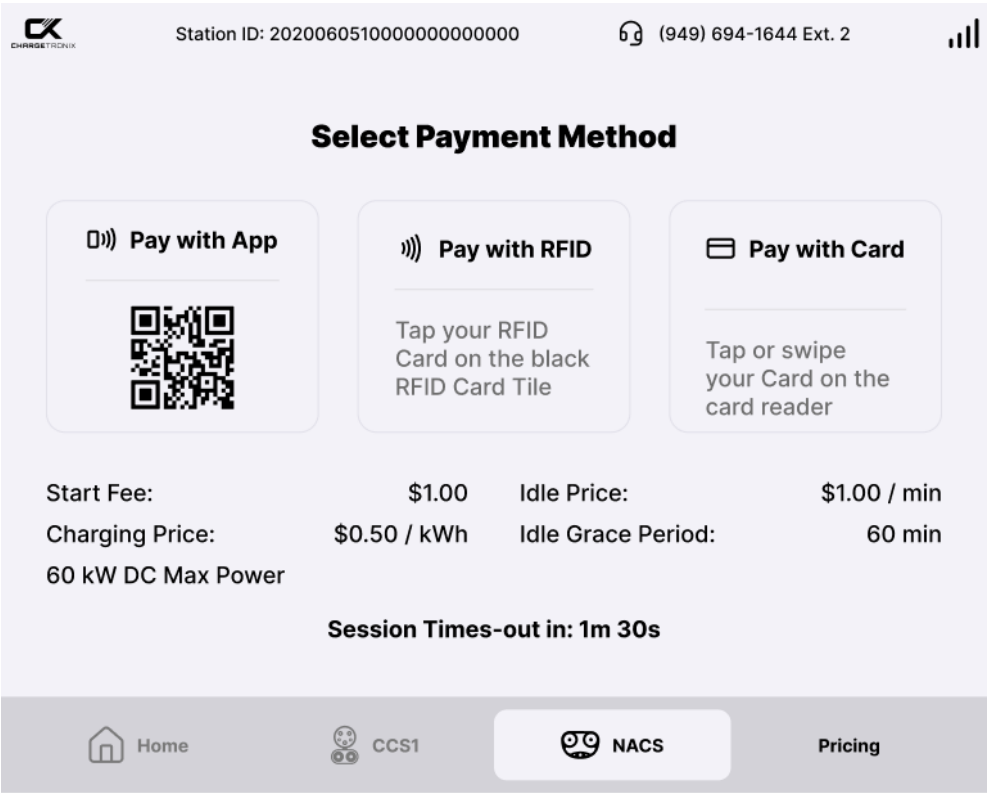 CHARGETRONIX
Station ID: 2020060510000000000000
(949) 694-1644 Ext. 2
Select Payment Method
Pay with App
Pay with RFID
Tap your RFID
Card on the black
RFID Card Tile
Pay with Card
Tap or swipe
your Card on the
card reader
Start Fee: $1.00
Idle Price: $1.00 / min
Charging Price: $0.50 / kWh
Idle Grace Period: 60 min
60 kW DC Max Power
Session Times-out in: 1m 30s
Home
CCS1
NACS
Pricing